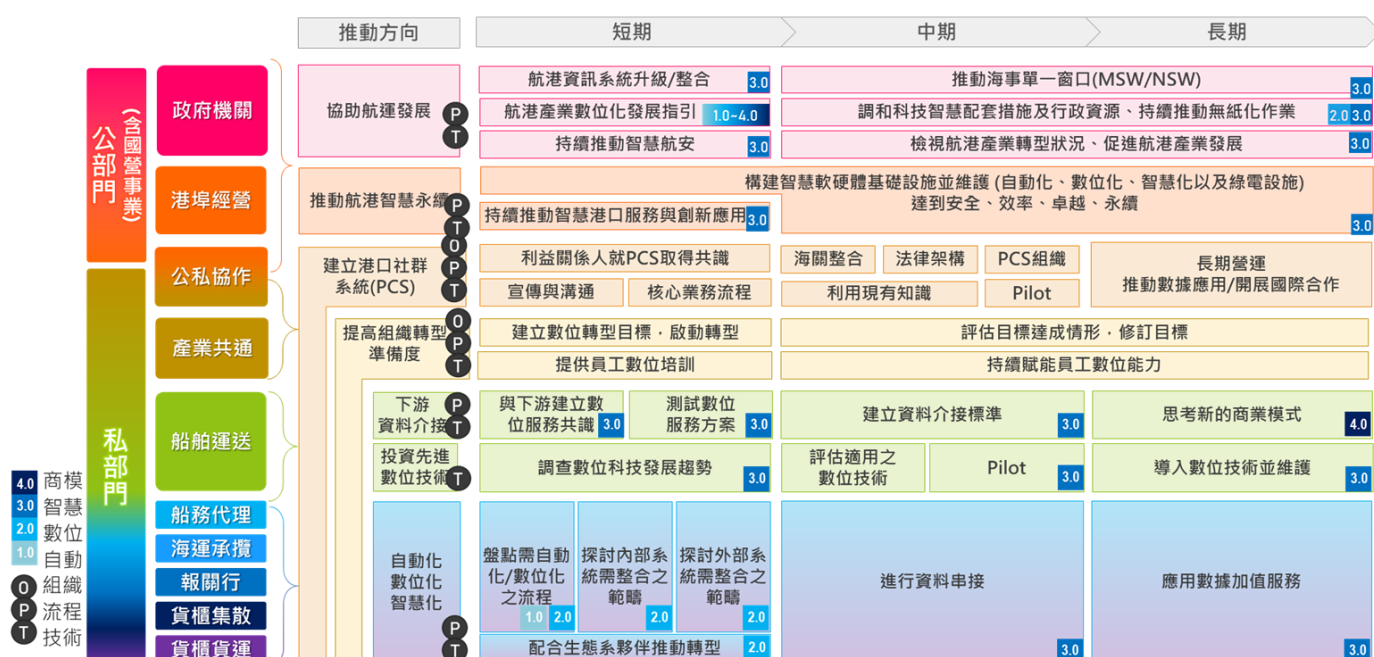 推動方向
短期
中期
長期
公部門
(含國營事業)
政府機關
協助航運發展
P
T
航港資訊系統升級/整合
3.0
推動海事單一窗口(MSW/NSW)
3.0
航港產業數位化發展指引
1.0~4.0
調和科技智慧配套措施及行政資源、持續推動無紙化作業
2.0 3.0
持續推動智慧航安
3.0
檢視航港產業轉型狀況、促進航港產業發展
3.0
港埠經營
推動航港智慧永續
P
T
構建智慧軟硬體基礎設施並維護 (自動化、數位化、智慧化以及綠電設施)
達到安全、效率、卓越、永續
3.0
持續推動智慧港口服務與創新應用
3.0
公私協作
建立港口社群
系統(PCS)
O
P
T
利益關係人就PCS取得共識
海關整合
法律架構
PCS組織
長期營運
推動數據應用/開展國際合作
宣傳與溝通
核心業務流程
利用現有知識
Pilot
產業共通
提高組織轉型
準備度
O
P
T
建立數位轉型目標，啟動轉型
評估目標達成情形，修訂目標
提供員工數位培訓
持續賦能員工數位能力
私部門
船舶運送
下游
資料介接
P
T
與下游建立數
位服務共識
3.0
測試數位
服務方案
3.0
建立資料介接標準
3.0
思考新的商業模式
4.0
投資先進
數位技術
T
調查數位科技發展趨勢
3.0
評估適用之
數位技術
Pilot
3.0
導入數位技術並維護
3.0
船務代理
海運承攬
報關行
貨櫃集散
貨櫃貨運
自動化
數位化
智慧化
P
T
盤點需自動
化/數位化
之流程
1.0 2.0
探討內部系
統需整合之
範疇
2.0
探討外部系
統需整合之
範疇
2.0
進行資料串接
3.0
應用數據加值服務
3.0
配合生態系夥伴推動轉型
2.0
4.0 商模
3.0 智慧
2.0 數位
1.0 自動
O 組織
P 流程
T 技術